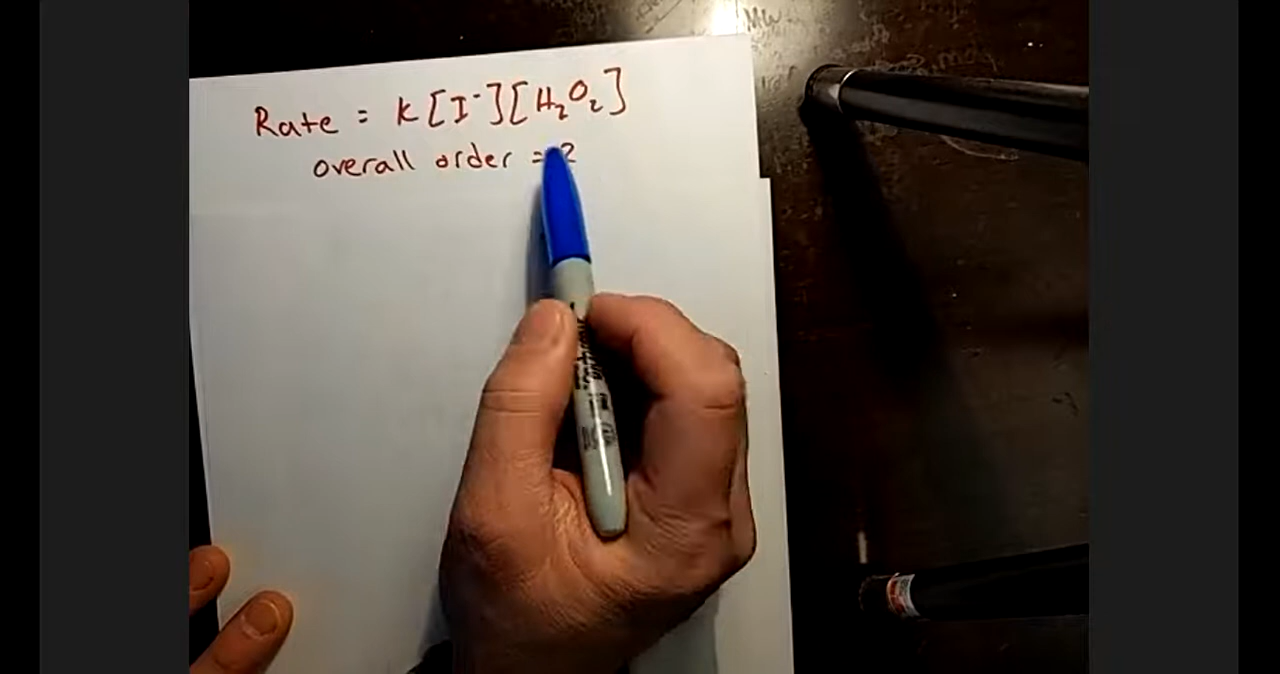 Rate = k[I⁻][H₂O₂]
overall order = 2